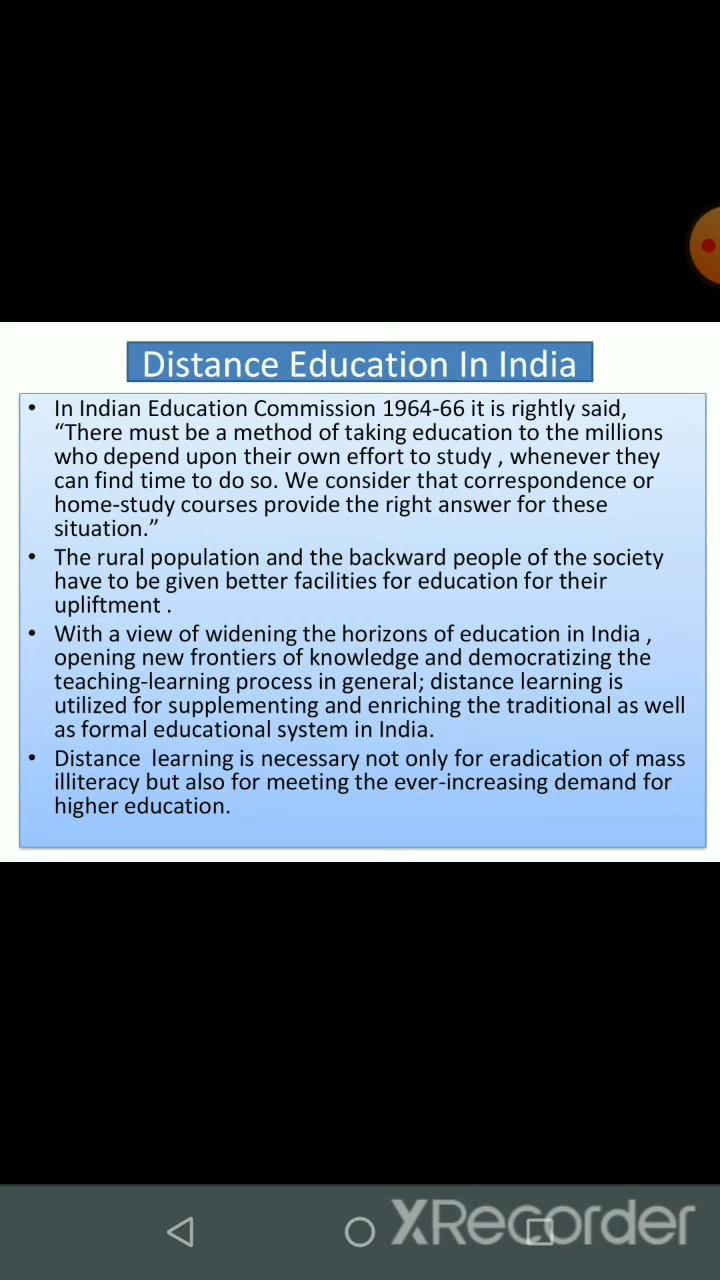 Distance Education In India
• In Indian Education Commission 1964-66 it is rightly said,
“There must be a method of taking education to the millions
who depend upon their own effort to study , whenever they
can find time to do so. We consider that correspondence or
home-study courses provide the right answer for these
situation.”
• The rural population and the backward people of the society
have to be given better facilities for education for their
upliftment .
• With a view of widening the horizons of education in India ,
opening new frontiers of knowledge and democratizing the
teaching-learning process in general; distance learning is
utilized for supplementing and enriching the traditional as well
as formal educational system in India.
• Distance  learning is necessary not only for eradication of mass
illiteracy but also for meeting the ever-increasing demand for
higher education.
XRecorder